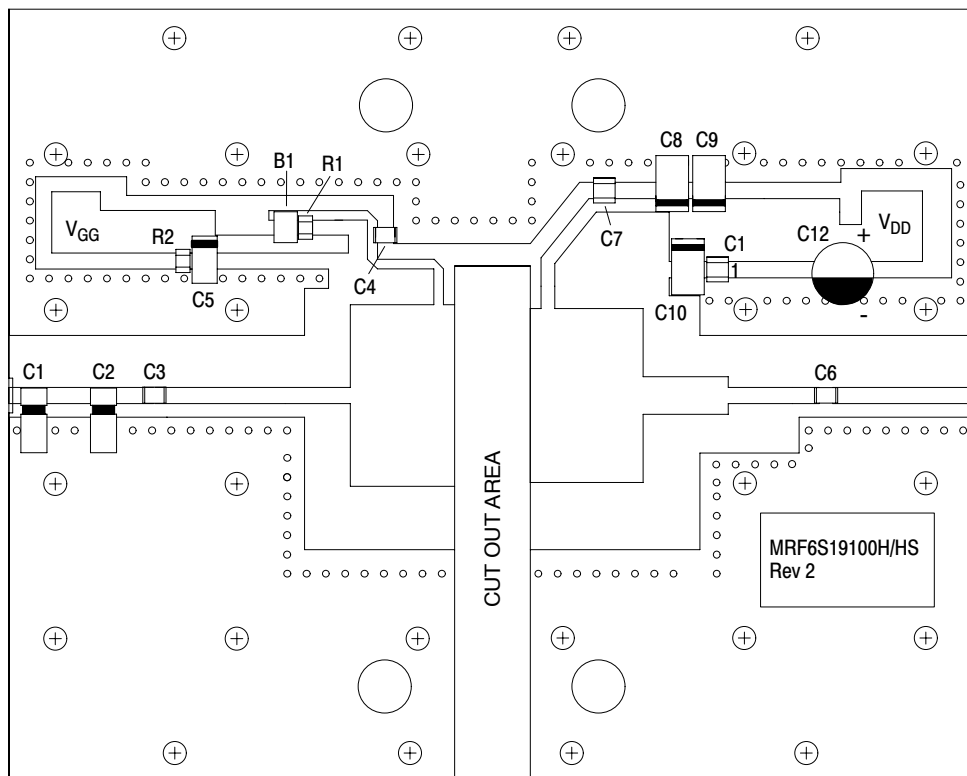 C8 C9
B1
R1
VGG
R2
C5
C4
C7
C12
+
VDD
C1
1
C10
-
C1 C2 C3
C6
CUT OUT AREA
MRF6S19100H/HS
Rev 2